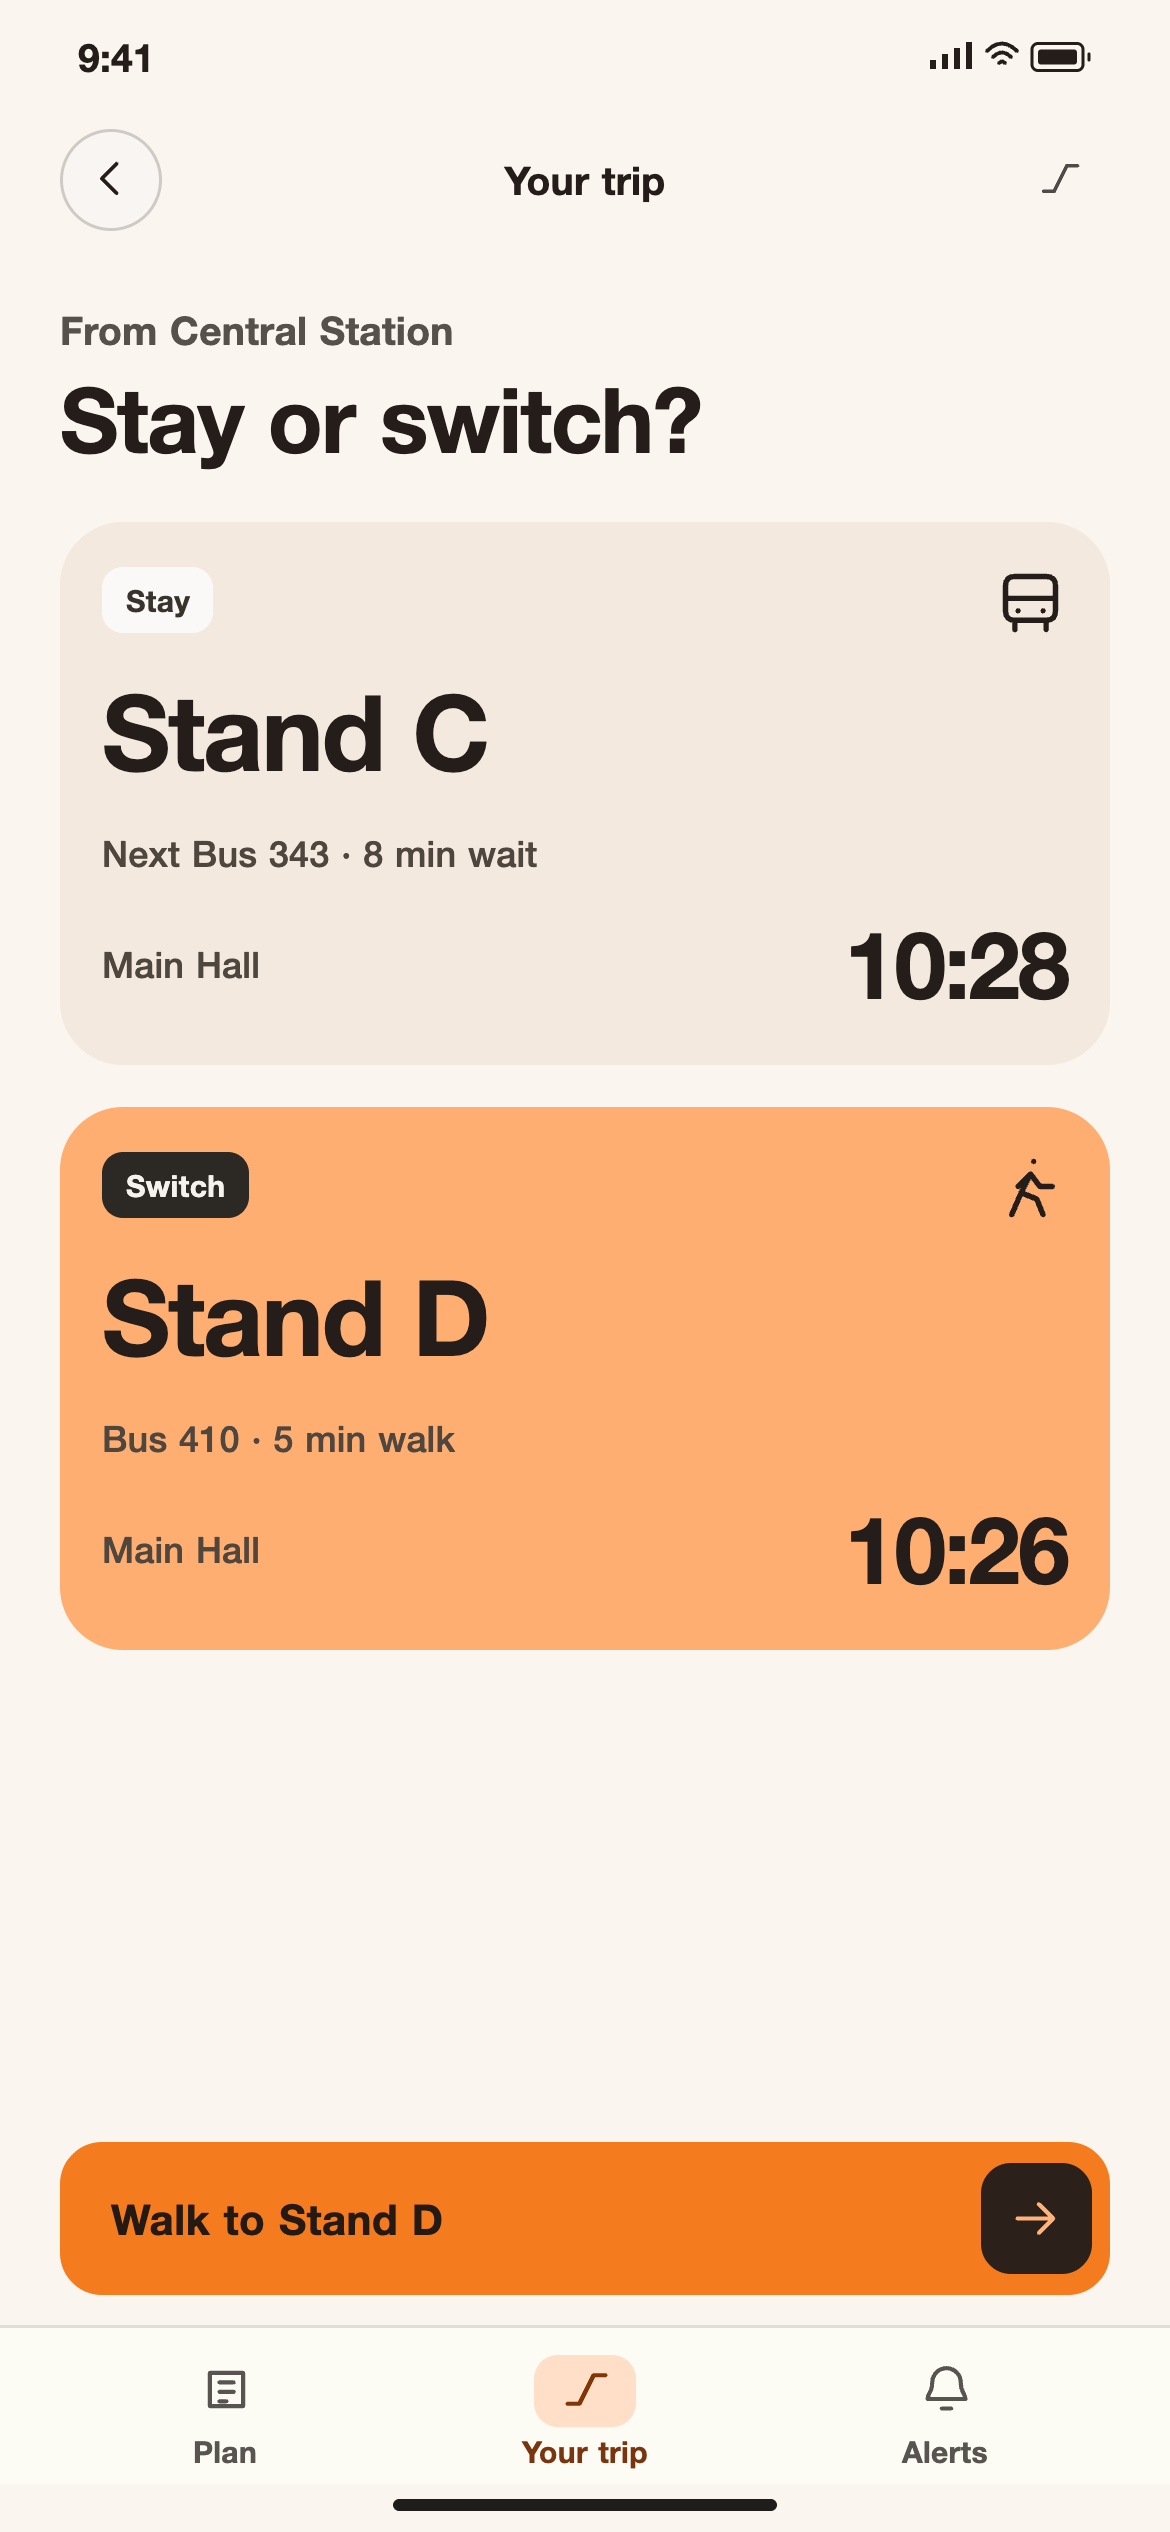 9:41
Your trip
From Central Station
Stay or switch?
Stay
Stand C
Next Bus 343 · 8 min wait
Main Hall
10:28
Switch
Stand D
Bus 410 · 5 min walk
Main Hall
10:26
Walk to Stand D
Plan
Your trip
Alerts